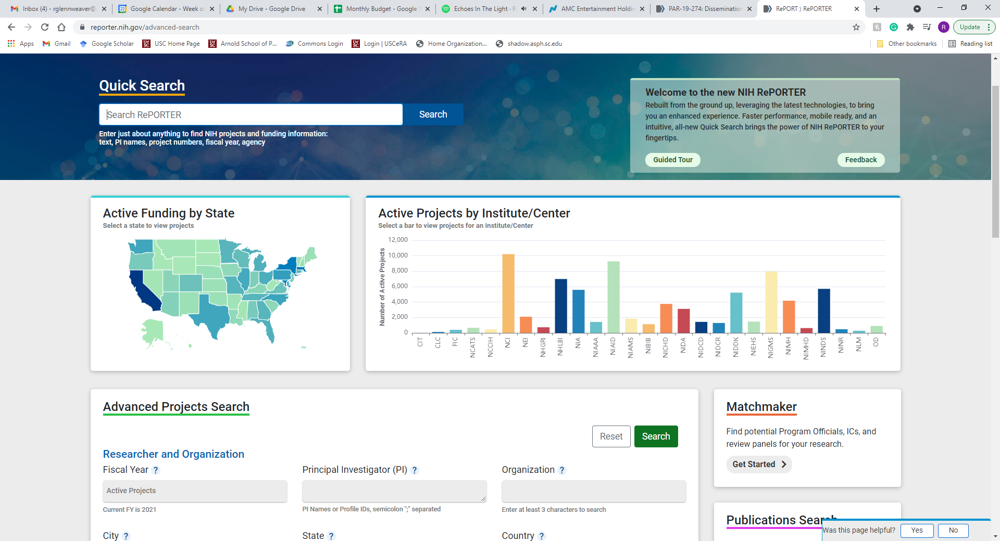 Inbox (4) - rglennweaver@
Google Calendar - Week o
My Drive - Google Drive
Monthly Budget - Google S
Echoes In The Light · R
AMC Entertainment Holdin
PAR-19-274: Dissemination
RePORT ⟩ RePORTER
reporter.nih.gov/advanced-search
R
Update
Apps
Gmail
Google Scholar
USC Home Page
Arnold School of P...
Commons Login
Login | USCeRA
Home Organization...
shadow.asph.sc.edu
Other bookmarks
Reading list
Quick Search
Search RePORTER
Search
Enter just about anything to find NIH projects and funding information:
text, PI names, project numbers, fiscal year, agency
Welcome to the new NIH RePORTER
Rebuilt from the ground up, leveraging the latest technologies, to bring
you an enhanced experience. Faster performance, mobile ready, and an
intuitive, all-new Quick Search brings the power of NIH RePORTER to your
fingertips.
Guided Tour
Feedback
Active Funding by State
Select a state to view projects
Active Projects by Institute/Center
Select a bar to view projects for an Institute/Center
Number of Active Projects
12,000
10,000
8,000
6,000
4,000
2,000
0
CIT
CLC
FIC
NCATS
NCCIH
NCI
NEI
NHGRI
NHLBI
NIA
NIAAA
NIAID
NIAMS
NIBIB
NICHD
NIDA
NIDCD
NIDCR
NIDDK
NIEHS
NIGMS
NIMH
NIMHD
NINDS
NINR
NLM
OD
Advanced Projects Search
Reset
Search
Researcher and Organization
Fiscal Year ?
Active Projects
Current FY is 2021
Principal Investigator (PI) ?
PI Names or Profile IDs, semicolon ";" separated
Organization ?
Enter at least 3 characters to search
City ?
State ?
Country ?
Matchmaker
Find potential Program Officials, ICs, and
review panels for your research.
Get Started
Publications Search
Was this page helpful?
Yes
No